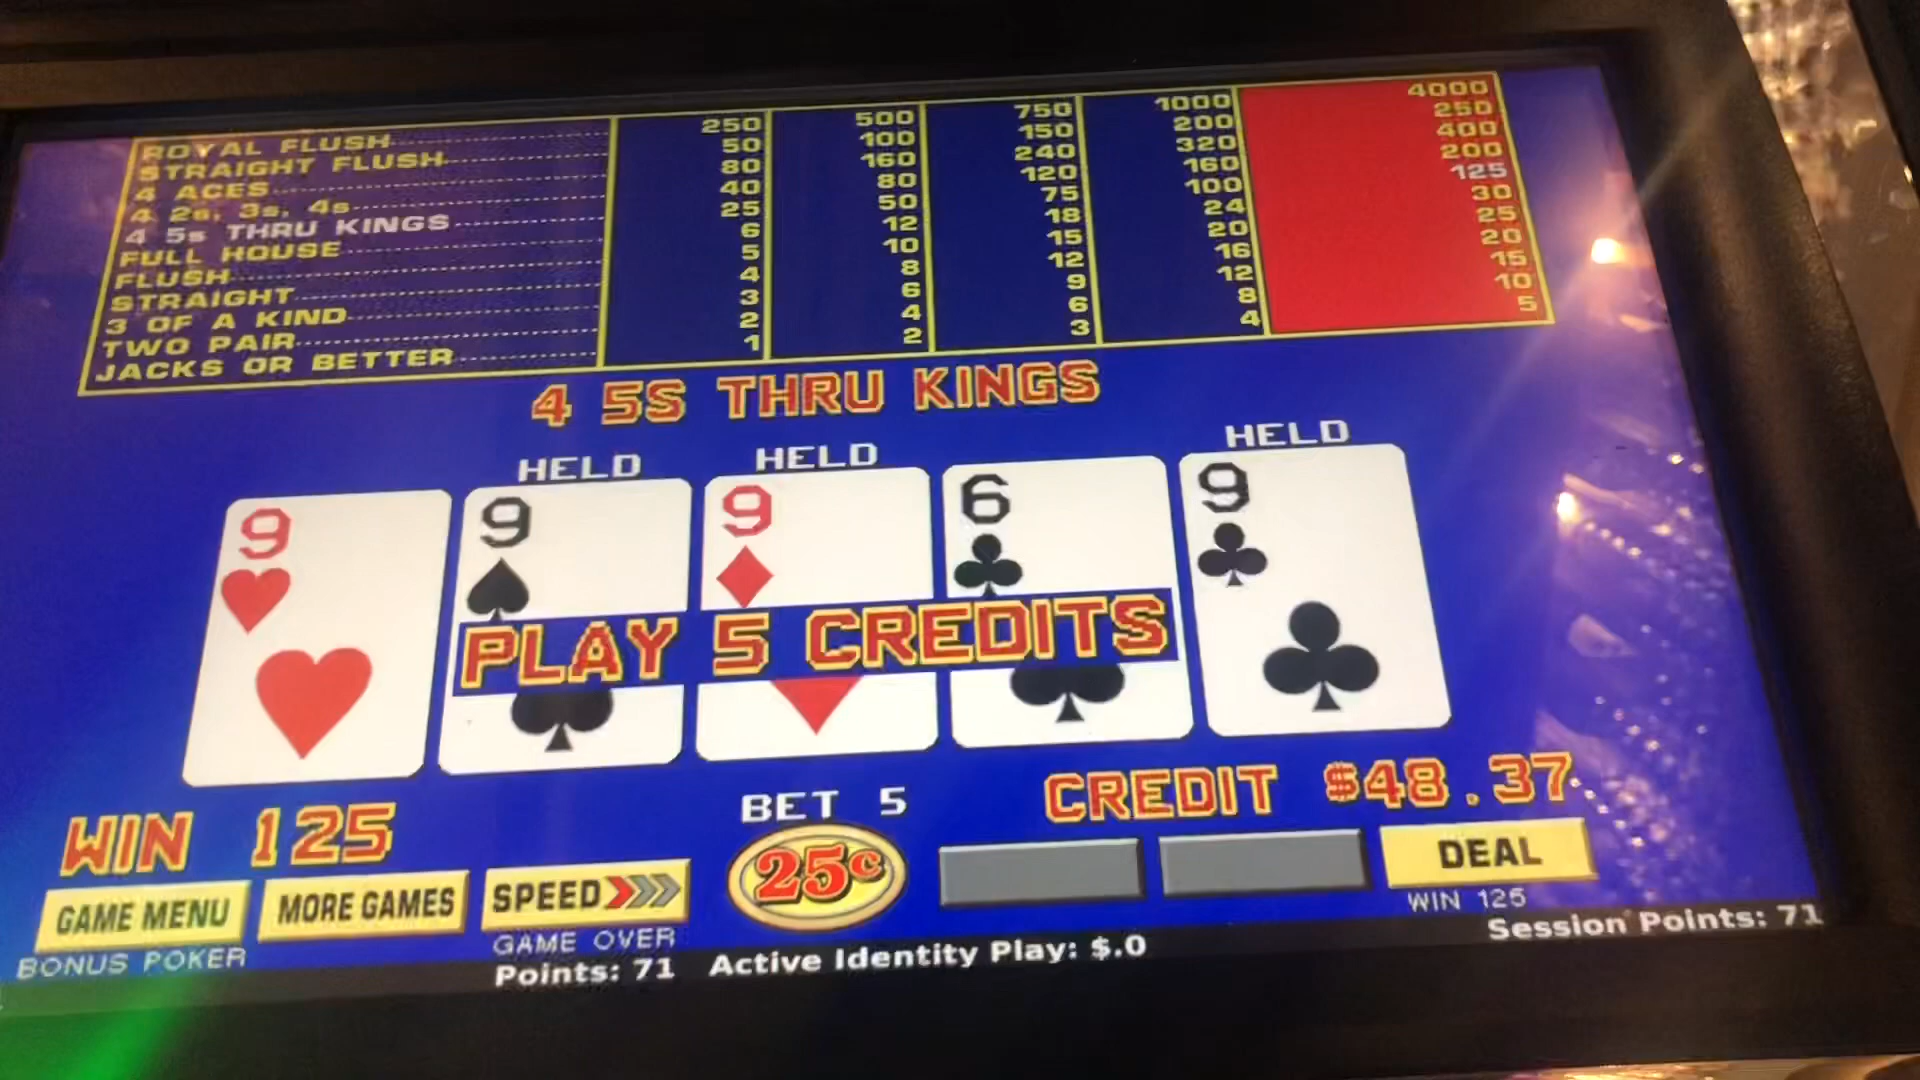 ROYAL FLUSH 250 500 750 1000 4000
STRAIGHT FLUSH 50 100 150 200 250
4 ACES 80 160 240 320 400
4 2s, 3s, 4s 40 80 120 160 200
4 5s THRU KINGS 25 50 75 100 125
FULL HOUSE 6 12 18 24 30
FLUSH 5 10 15 20 25
STRAIGHT 4 8 12 16 20
3 OF A KIND 3 6 9 12 15
TWO PAIR 2 4 6 8 10
JACKS OR BETTER 1 2 3 4 5
4 5S THRU KINGS
HELD HELD HELD
9 9 9 6 9
PLAY 5 CREDITS
WIN 125 BET 5 CREDIT $48.37
GAME MENU MORE GAMES SPEED 25¢ DEAL
BONUS POKER GAME OVER WIN 125
Points: 71 Active Identity Play: $.0 Session Points: 71